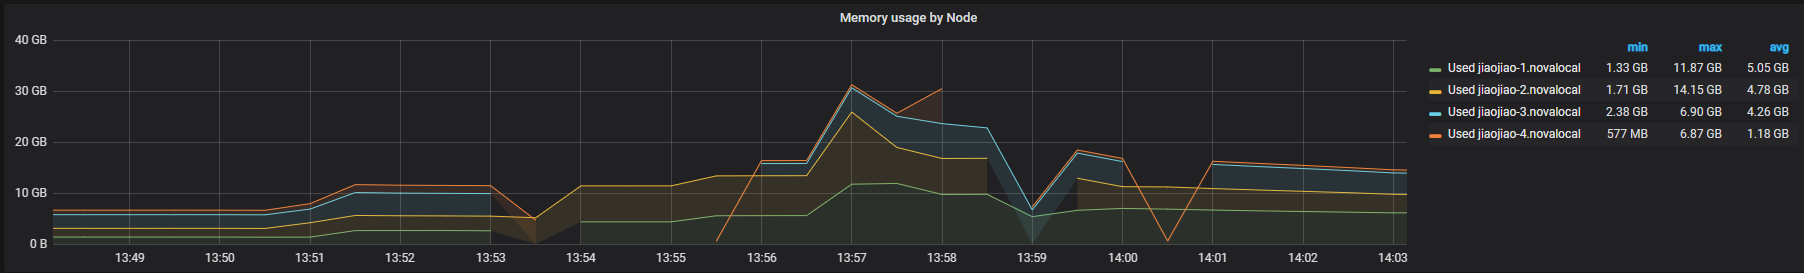 Memory usage by Node
40 GB
30 GB
20 GB
10 GB
0 B
13:49 13:50 13:51 13:52 13:53 13:54 13:55 13:56 13:57 13:58 13:59 14:00 14:01 14:02 14:03
min max avg
Used jiaojiao-1.novalocal 1.33 GB 11.87 GB 5.05 GB
Used jiaojiao-2.novalocal 1.71 GB 14.15 GB 4.78 GB
Used jiaojiao-3.novalocal 2.38 GB 6.90 GB 4.26 GB
Used jiaojiao-4.novalocal 577 MB 6.87 GB 1.18 GB